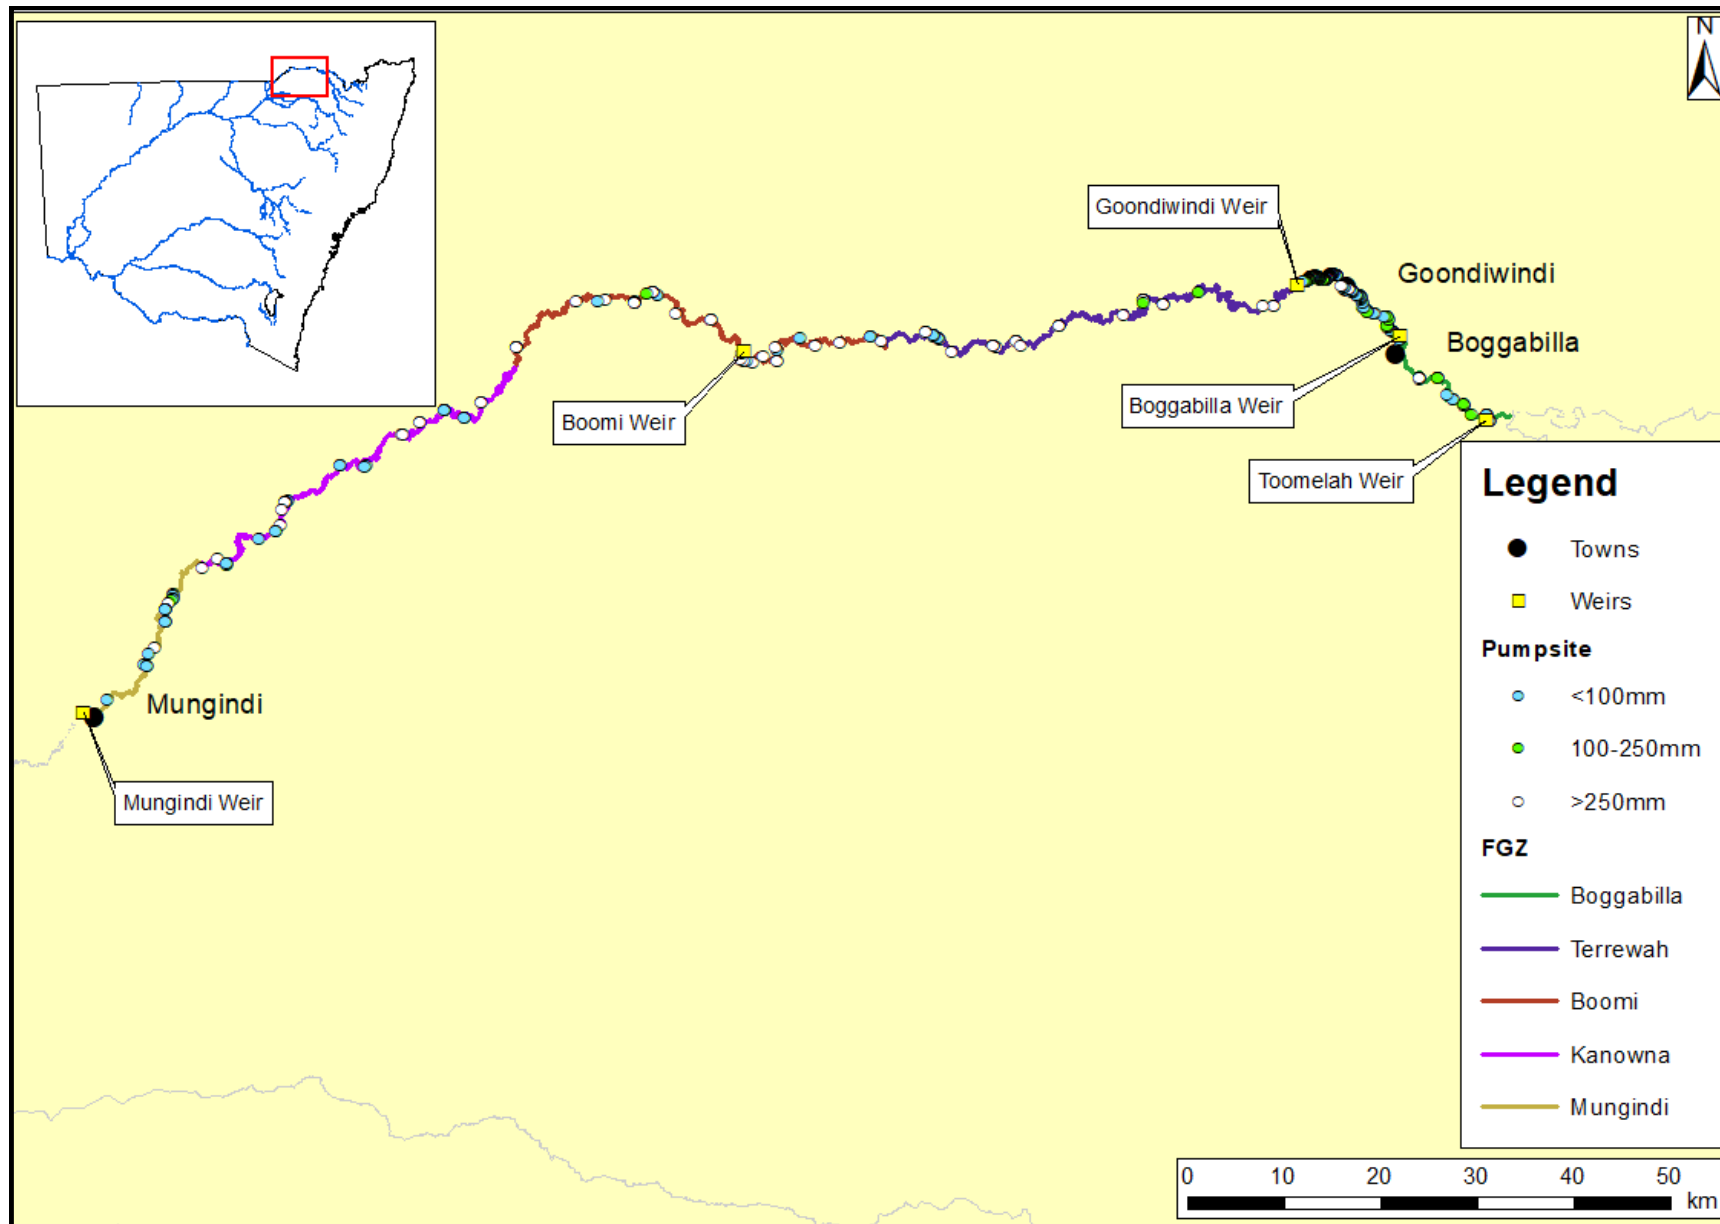 N
Goondiwindi Weir
Goondiwindi
Boggabilla
Boggabilla Weir
Boomi Weir
Toomelah Weir
Mungindi
Mungindi Weir
Legend
Towns
Weirs
Pumpsite
<100mm
100-250mm
>250mm
FGZ
Boggabilla
Terrewah
Boomi
Kanowna
Mungindi
0 10 20 30 40 50
km